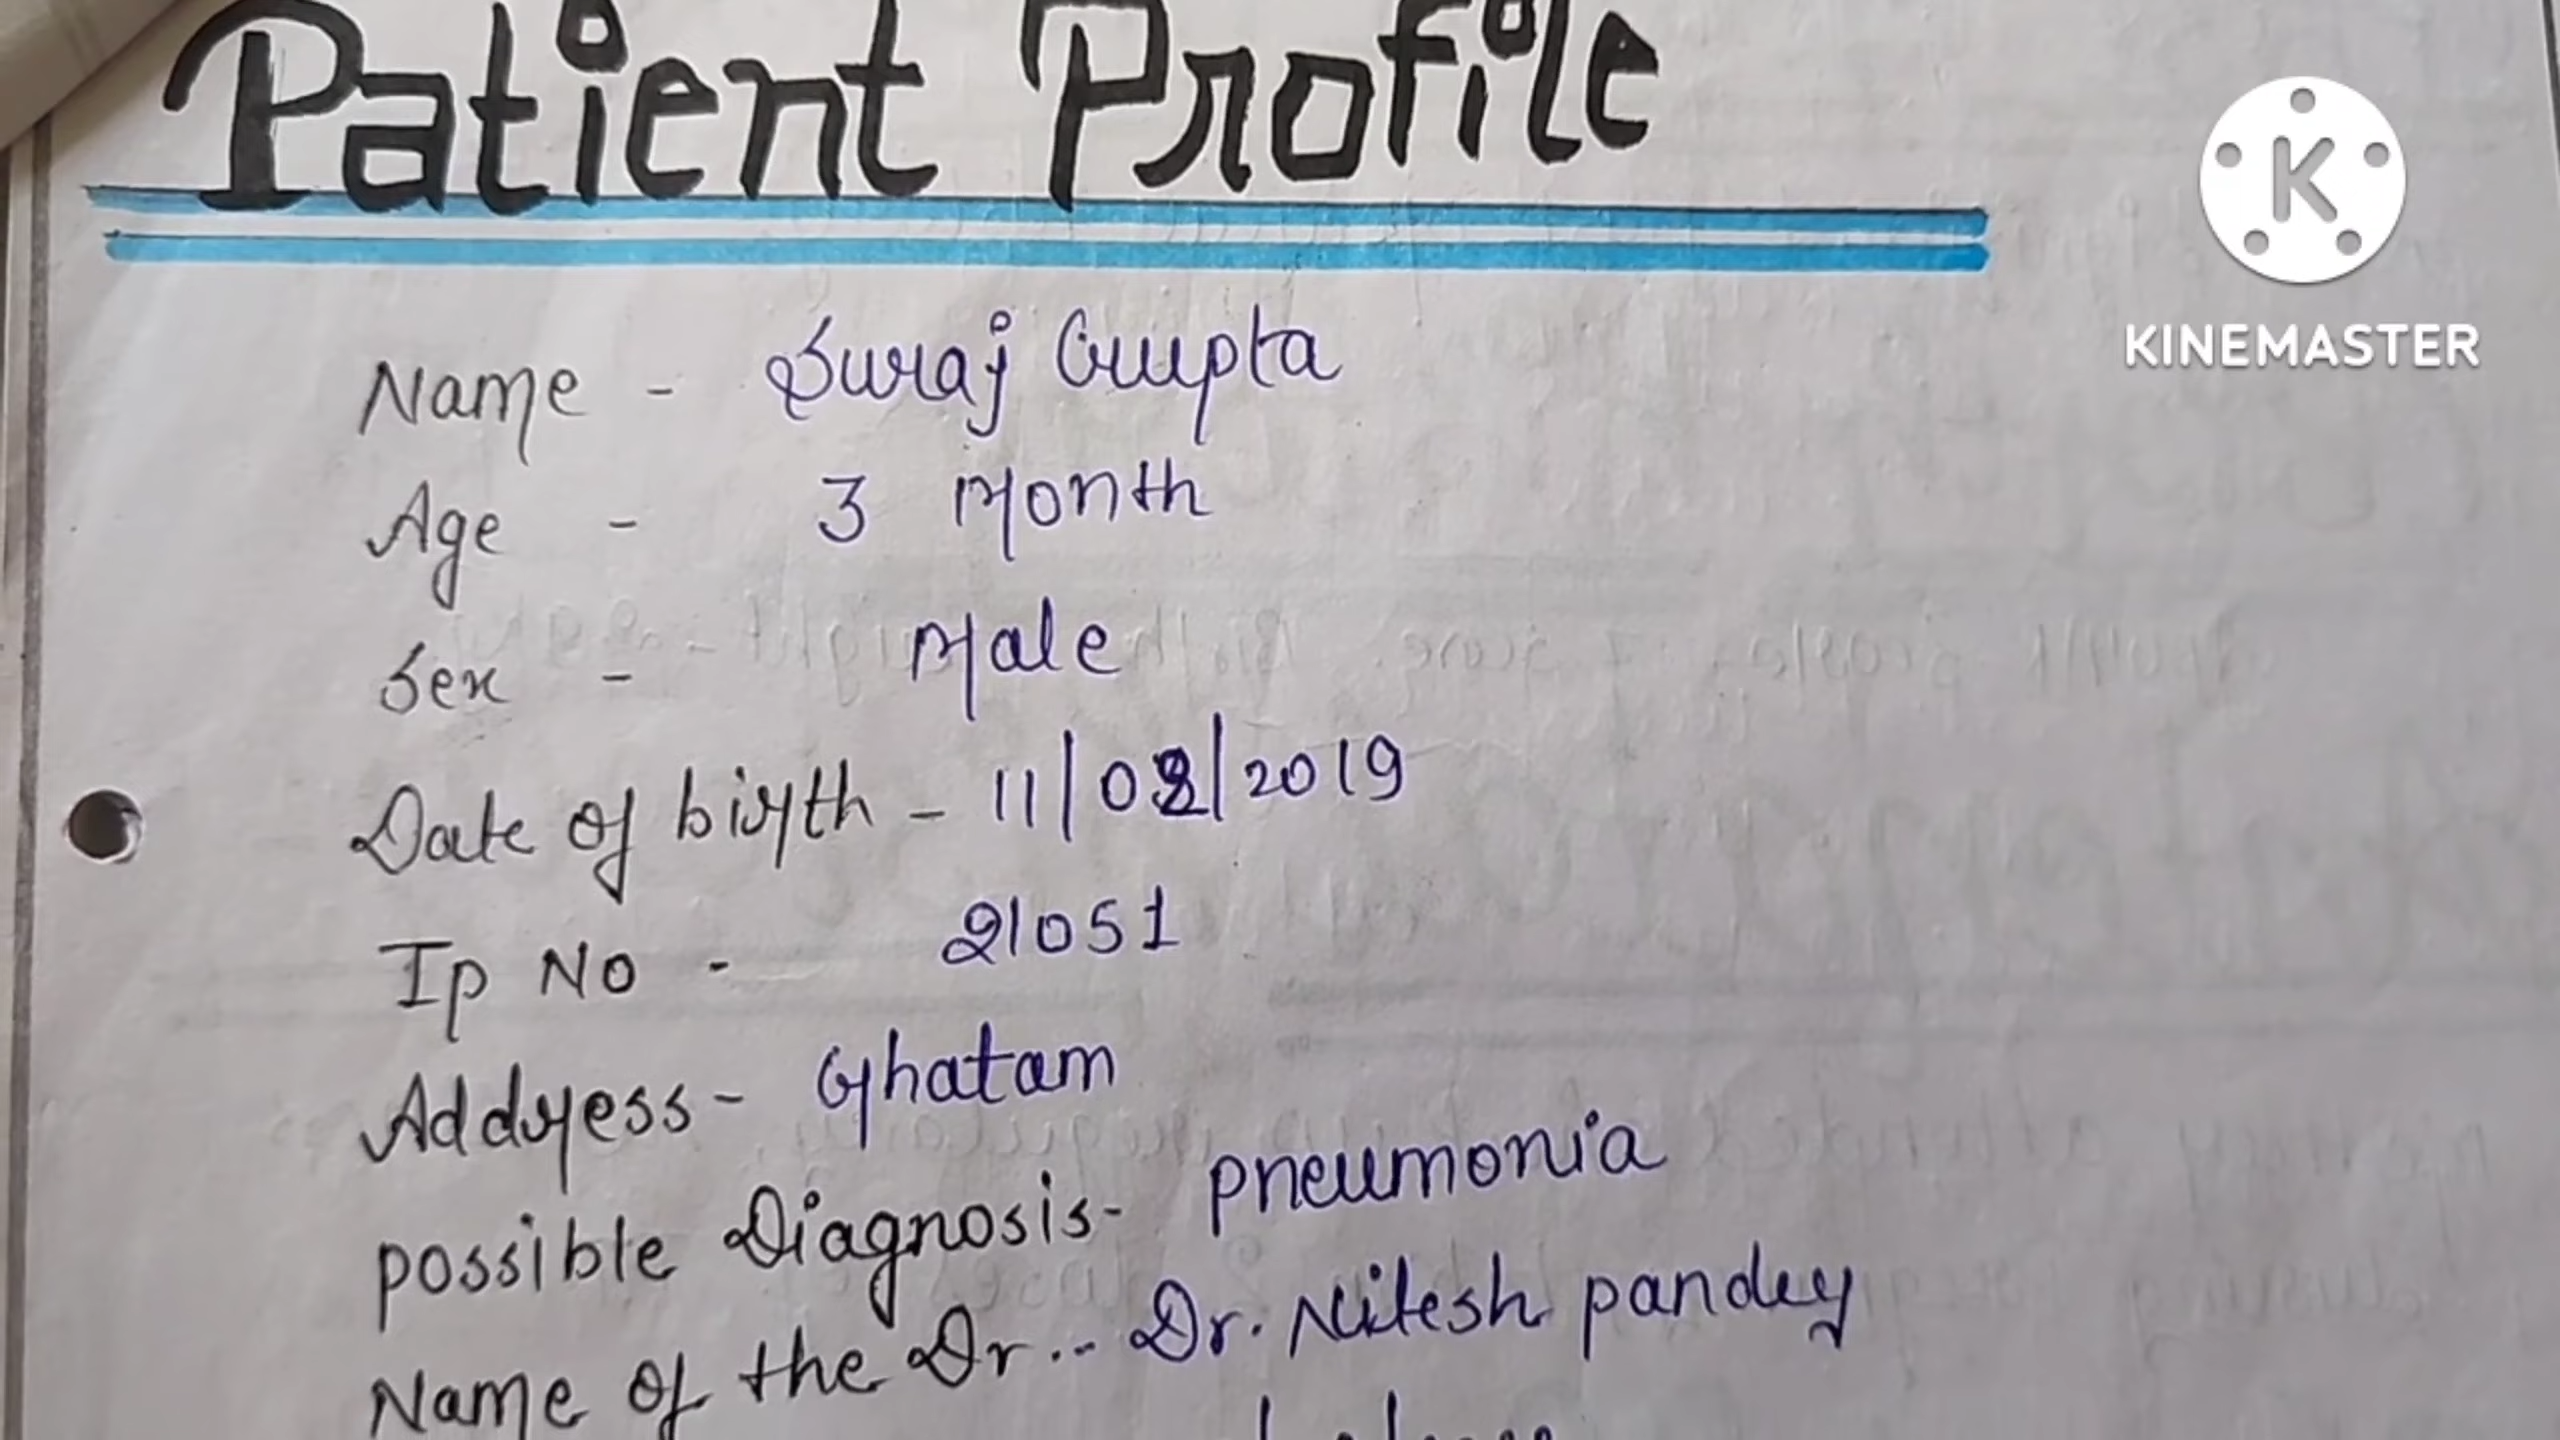 Patient Profile
KINEMASTER
Name - Suraj Gupta
Age - 3 Month
Sex - Male
Date of birth - 11/02/2019
Ip No - 21051
Address - Ghatam
possible Diagnosis - pneumonia
Name of the Dr.. - Dr. Nitesh pandey